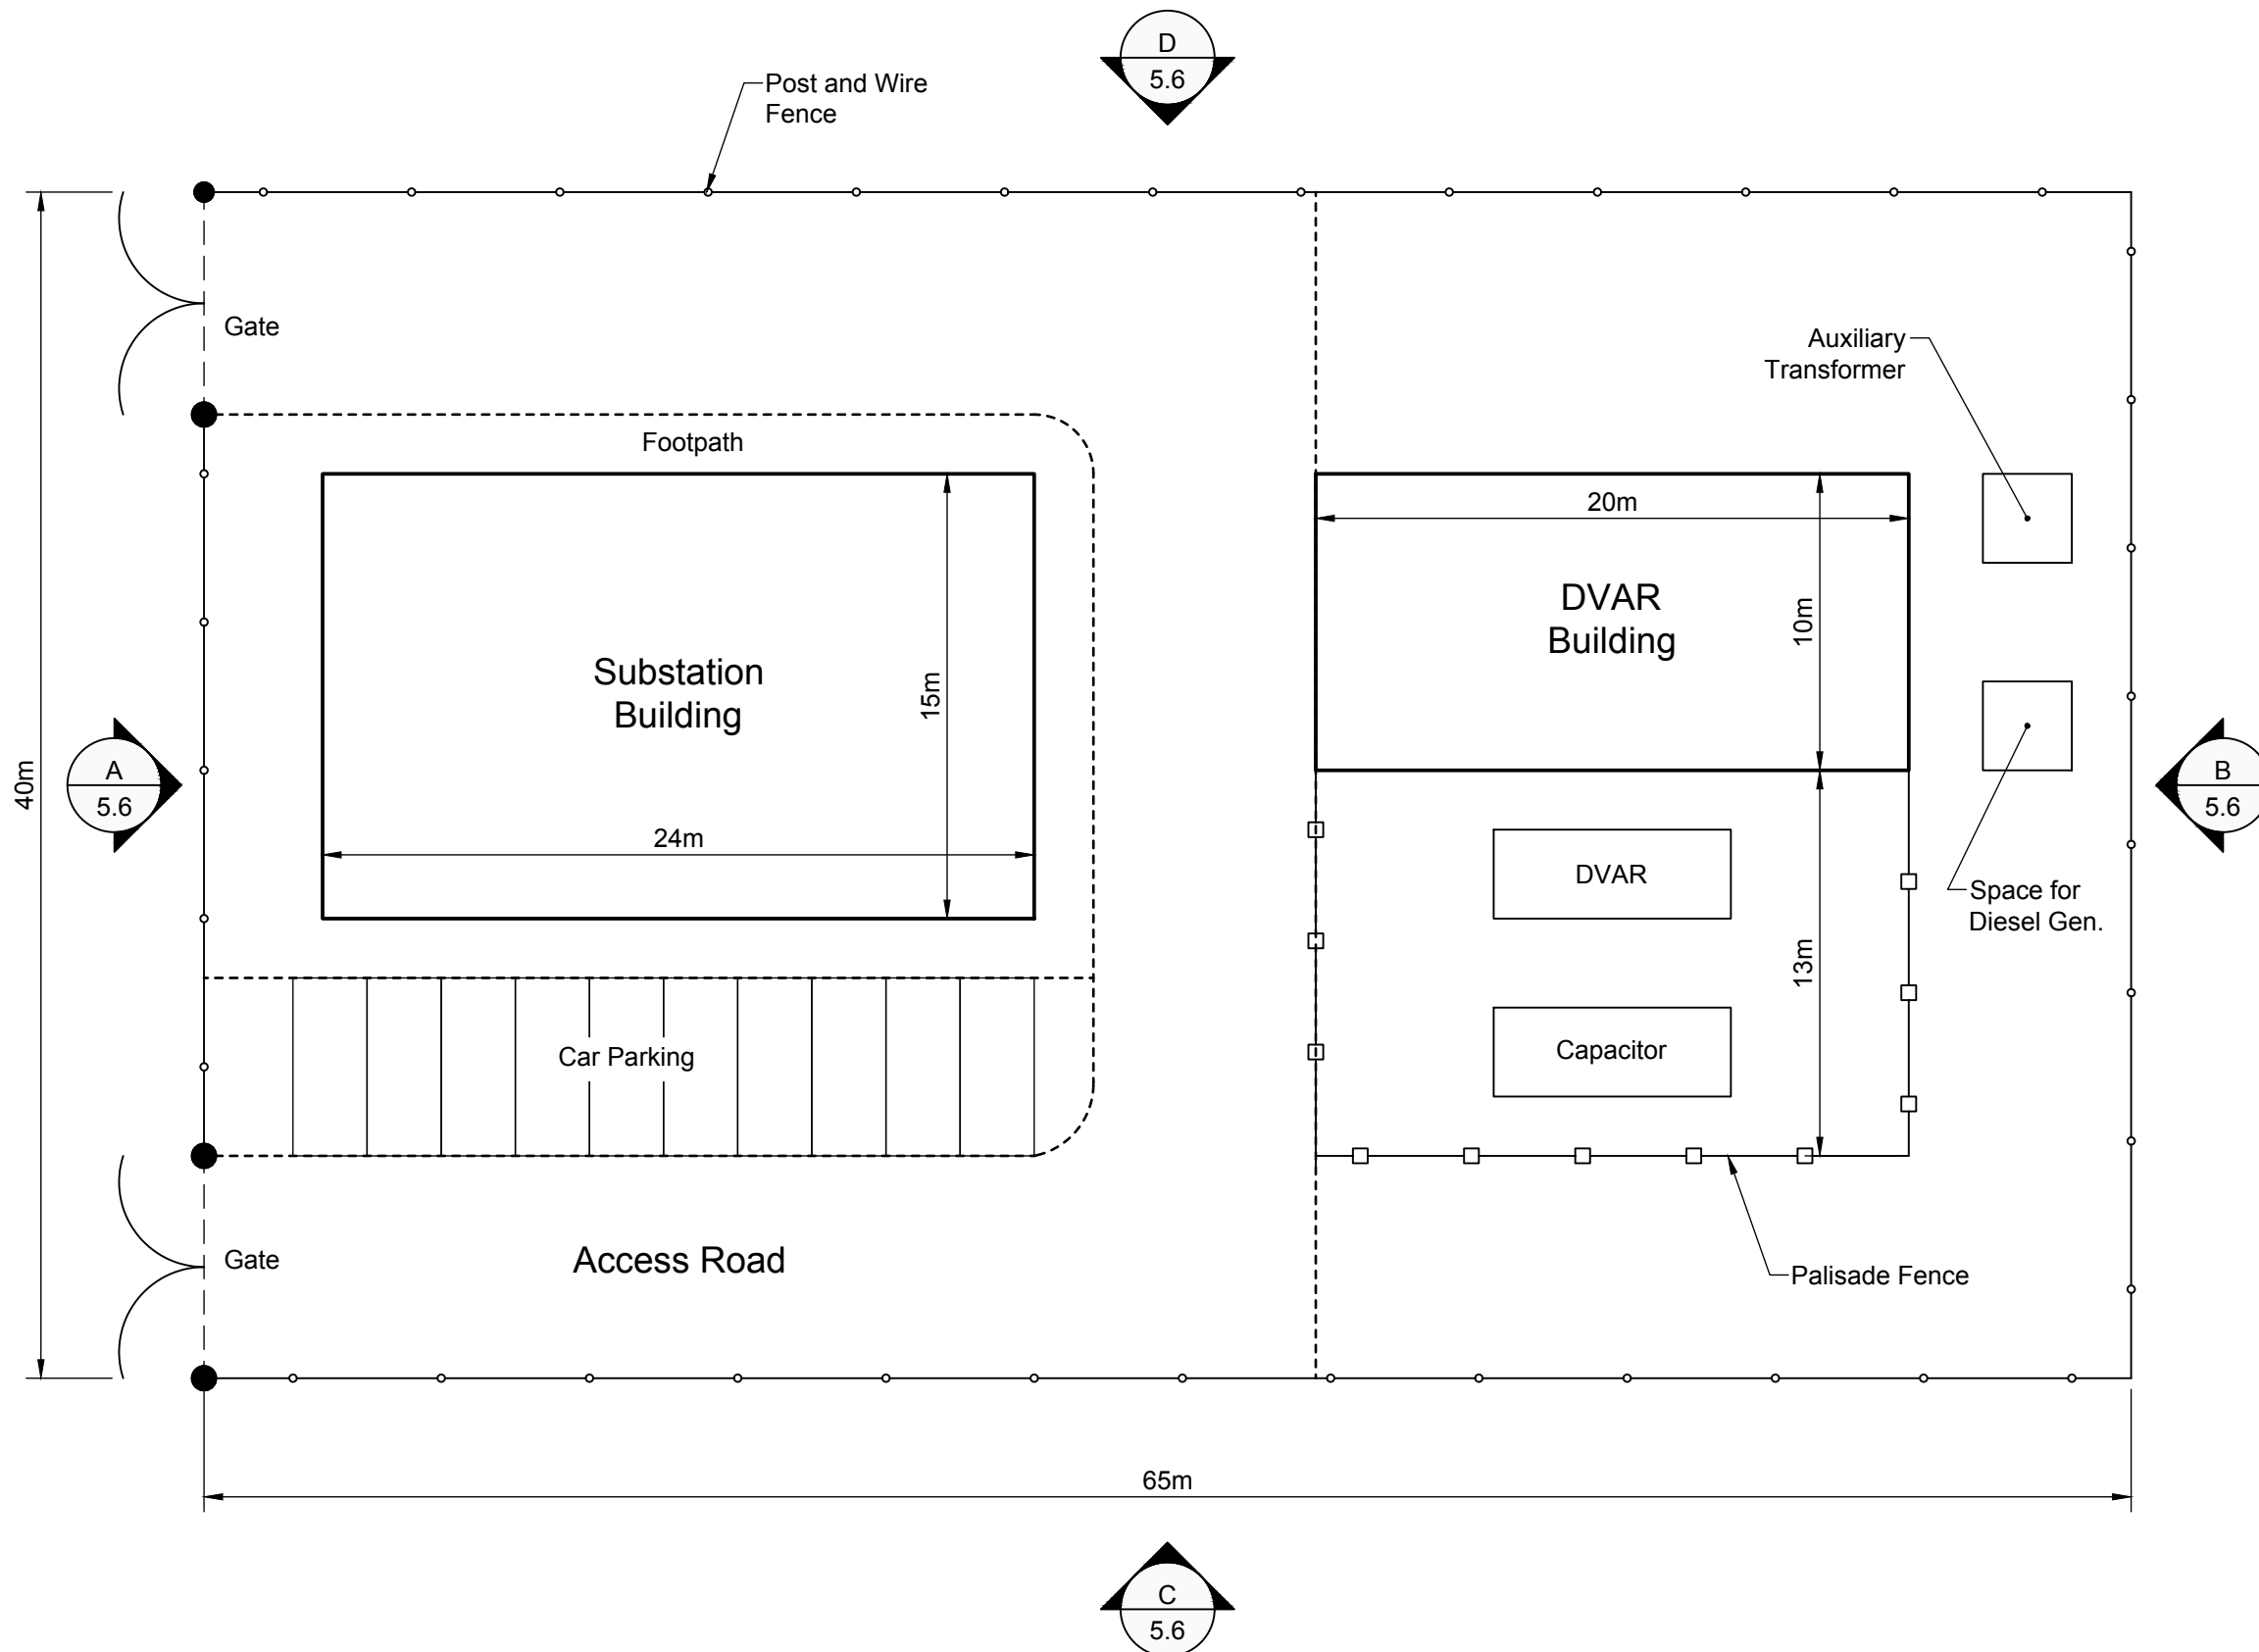 D
5.6
Post and Wire
Fence
Gate
Auxiliary
Transformer
Footpath
20m
DVAR
Building
10m
Substation
Building
15m
40m
A
5.6
B
5.6
24m
DVAR
Space for
Diesel Gen.
13m
Car Parking
Capacitor
Gate
Access Road
Palisade Fence
65m
C
5.6